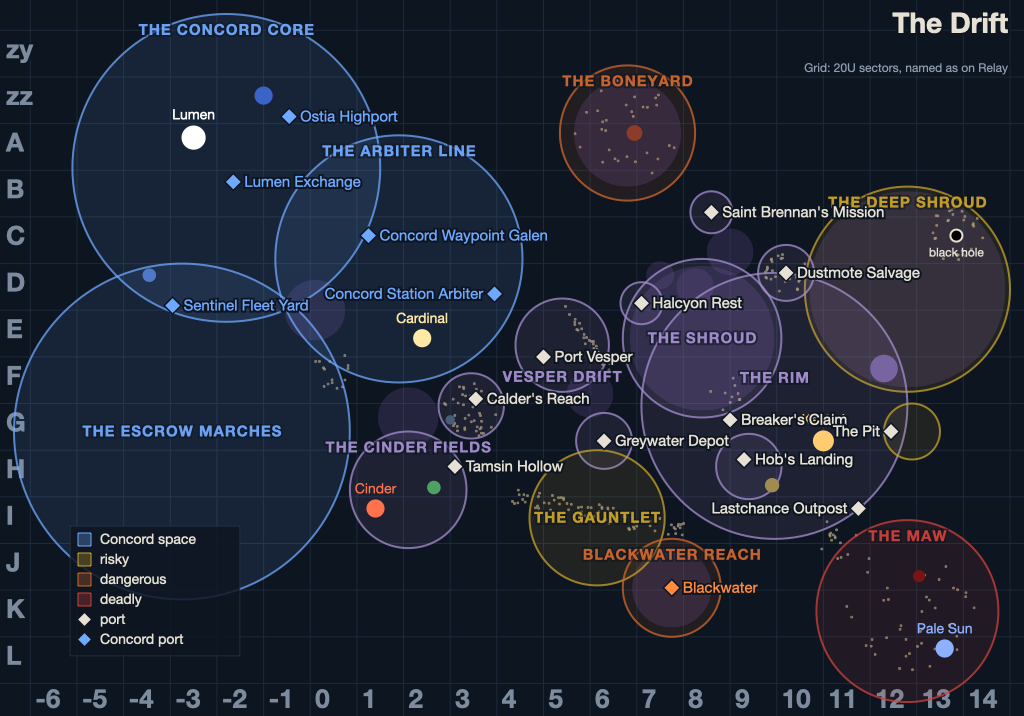 The Drift
THE CONCORD CORE
zy
Grid: 20U sectors, named as on Relay
THE BONEYARD
zz
Lumen
Ostia Highport
A
THE ARBITER LINE
Lumen Exchange
B
THE DEEP SHROUD
Saint Brennan's Mission
C
Concord Waypoint Galen
black hole
D
Dustmote Salvage
Concord Station Arbiter
Sentinel Fleet Yard
Halcyon Rest
Cardinal
E
THE SHROUD
Port Vesper
F
VESPER DRIFT
THE RIM
Calder's Reach
G
Breaker's Claim
THE ESCROW MARCHES
The Pit
Greywater Depot
THE CINDER FIELDS
Hob's Landing
H
Tamsin Hollow
Cinder
Lastchance Outpost
I
THE GAUNTLET
THE MAW
Concord space
BLACKWATER REACH
J
risky
dangerous
Blackwater
deadly
K
port
Pale Sun
Concord port
L
-6 -5 -4 -3 -2 -1 0 1 2 3 4 5 6 7 8 9 10 11 12 13 14